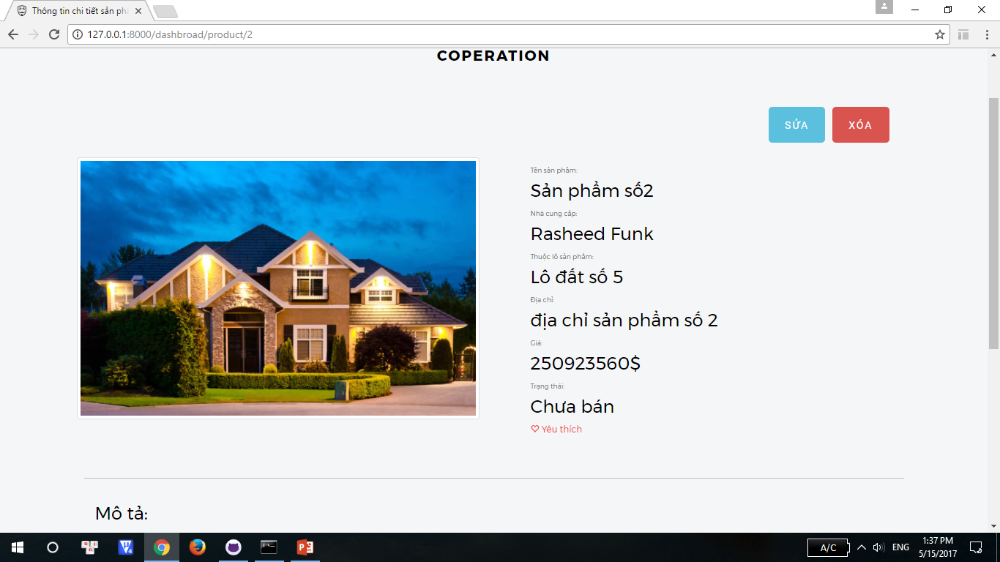 Thông tin chi tiết sản phẩ
127.0.0.1:8000/dashbroad/product/2
COPERATION
SỬA XÓA
Tên sản phẩm:
Sản phẩm số2
Nhà cung cấp:
Rasheed Funk
Thuộc lô sản phẩm:
Lô đất số 5
Địa chỉ:
địa chỉ sản phẩm số 2
Giá:
250923560$
Trạng thái:
Chưa bán
Yêu thích
Mô tả:
A/C
ENG
1:37 PM
5/15/2017